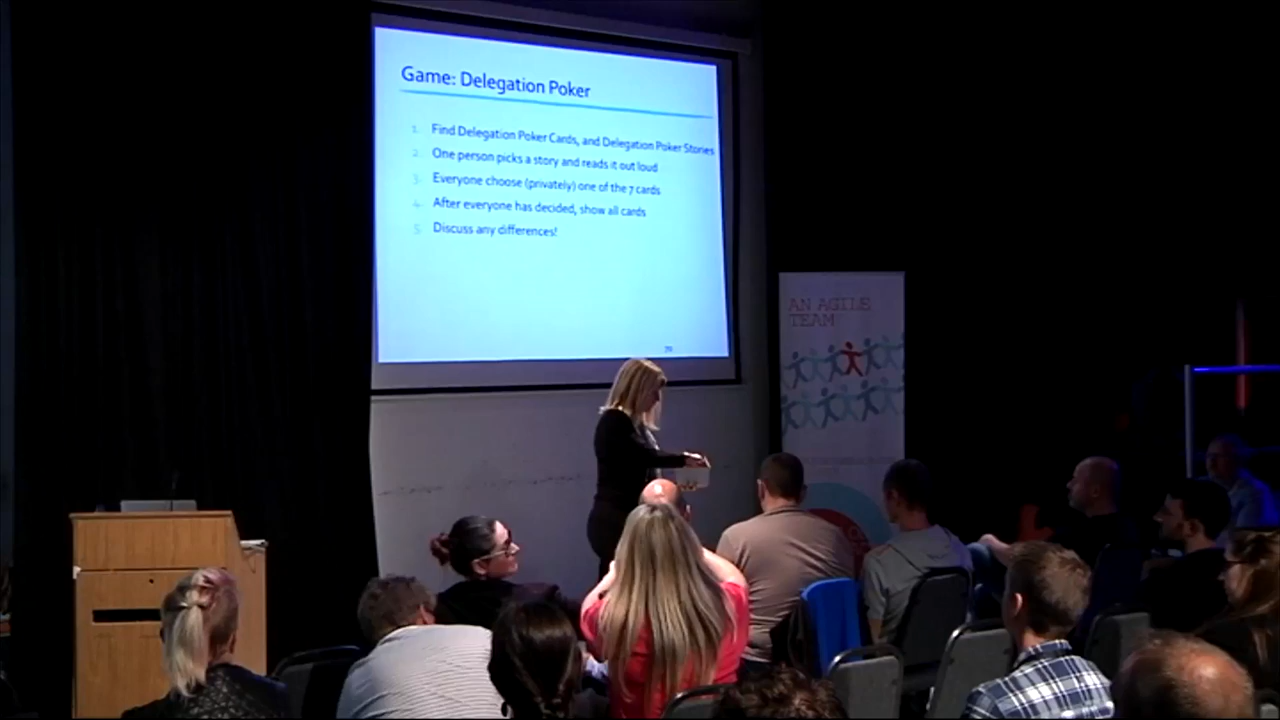 Game: Delegation Poker
1. Find Delegation Poker Cards, and Delegation Poker Stories
2. One person picks a story and reads it out loud
3. Everyone choose (privately) one of the 7 cards
4. After everyone has decided, show all cards
5. Discuss any differences!
70
AN AGILE
TEAM